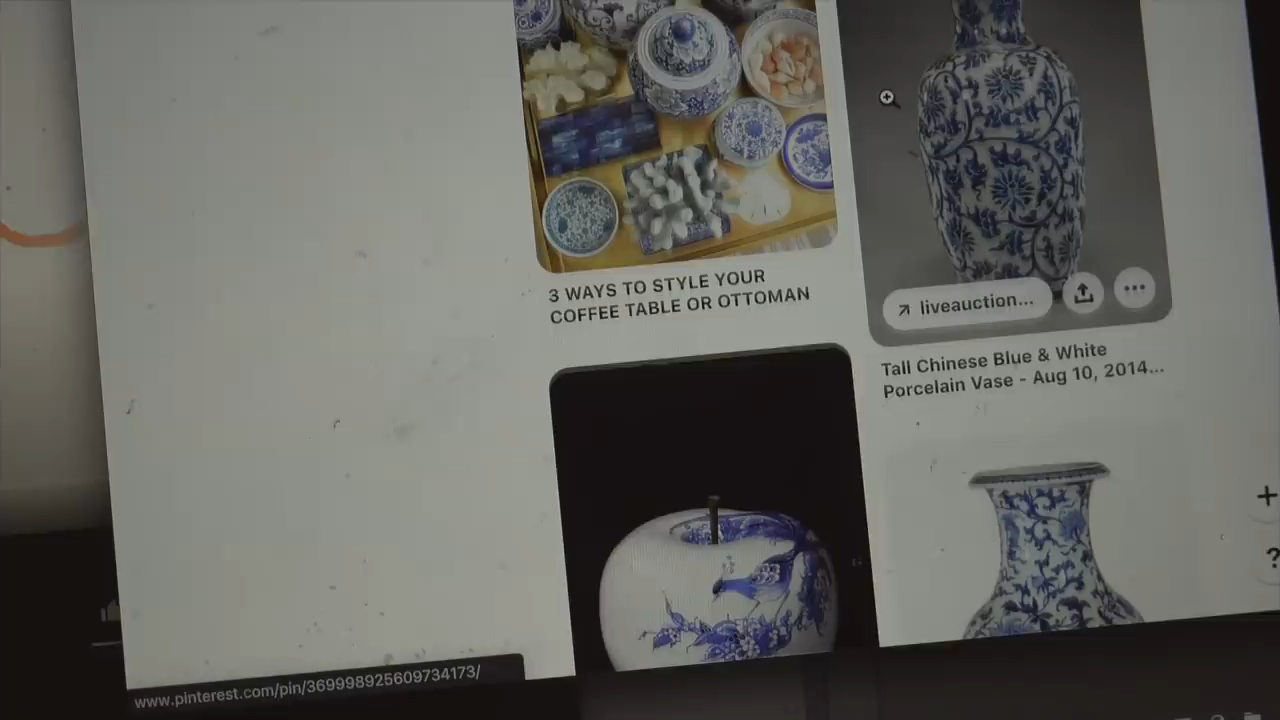 3 WAYS TO STYLE YOUR
COFFEE TABLE OR OTTOMAN
liveauction...
Tall Chinese Blue & White
Porcelain Vase - Aug 10, 2014...
www.pinterest.com/pin/369998925609734173/